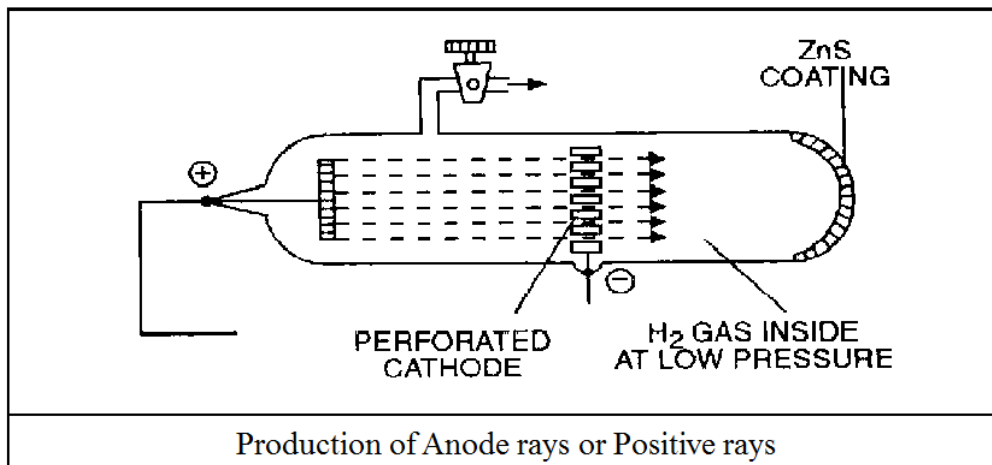 ZnS
COATING
⊕
⊖
PERFORATED
CATHODE
H₂ GAS INSIDE
AT LOW PRESSURE
Production of Anode rays or Positive rays